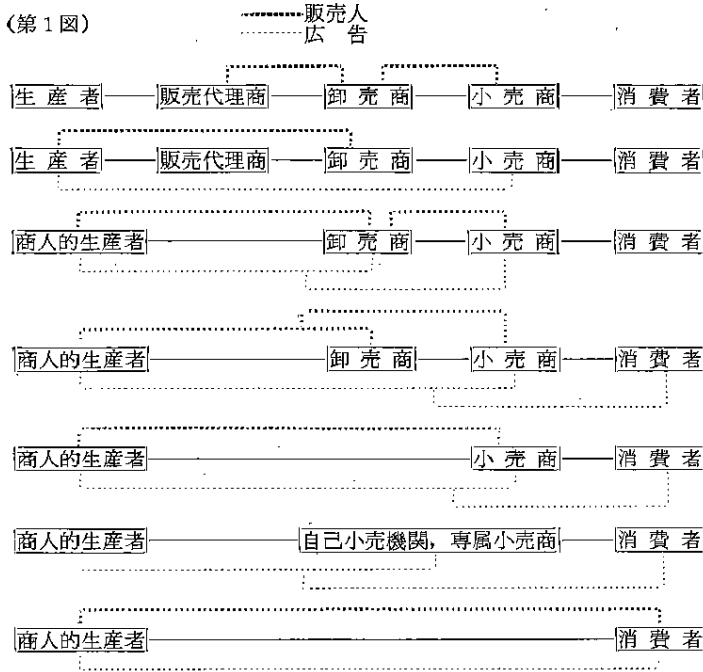 (第1図)
販売人
広 告
生産者 販売代理商 卸売商 小売商 消費者
生産者 販売代理商 卸売商 小売商 消費者
商人的生産者 卸売商 小売商 消費者
商人的生産者 卸売商 小売商 消費者
商人的生産者 小売商 消費者
商人的生産者 自己小売機関，専属小売商 消費者
商人的生産者 消費者